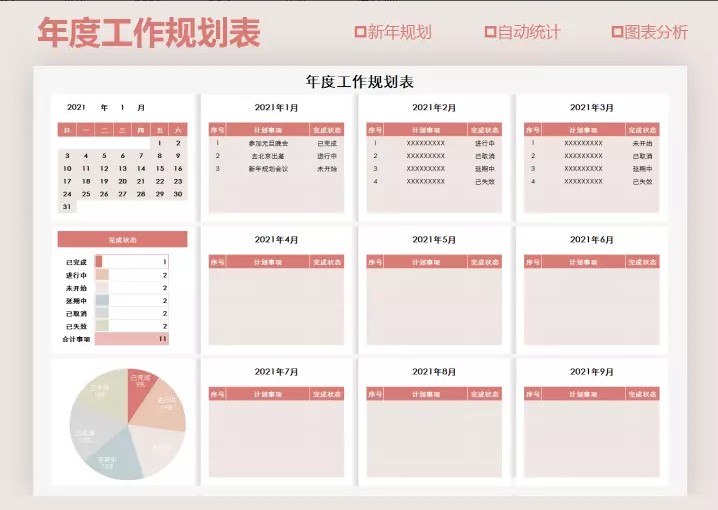 年度工作规划表
新年规划 自动统计 图表分析
年度工作规划表
2021 年 1 月
日 一 二 三 四 五 六
1 2
3 4 5 6 7 8 9
10 11 12 13 14 15 16
17 18 19 20 21 22 23
24 25 26 27 28 29 30
31
2021年1月
序号 计划事项 完成状态
1 参加元旦晚会 已完成
2 去北京出差 进行中
3 新年规划会议 未开始
2021年2月
序号 计划事项 完成状态
1 XXXXXXXXX 进行中
2 XXXXXXXXX 已取消
3 XXXXXXXXX 延期中
4 XXXXXXXXX 已失效
2021年3月
序号 计划事项 完成状态
1 XXXXXXXXX 未开始
2 XXXXXXXXX 已取消
3 XXXXXXXXX 延期中
4 XXXXXXXXX 已失效
完成状态
已完成 1
进行中 2
未开始 2
延期中 2
已取消 2
已失效 2
合计事项 11
2021年4月
序号 计划事项 完成状态
2021年5月
序号 计划事项 完成状态
2021年6月
序号 计划事项 完成状态
已完成
9%
2021年7月
序号 计划事项 完成状态
2021年8月
序号 计划事项 完成状态
2021年9月
序号 计划事项 完成状态